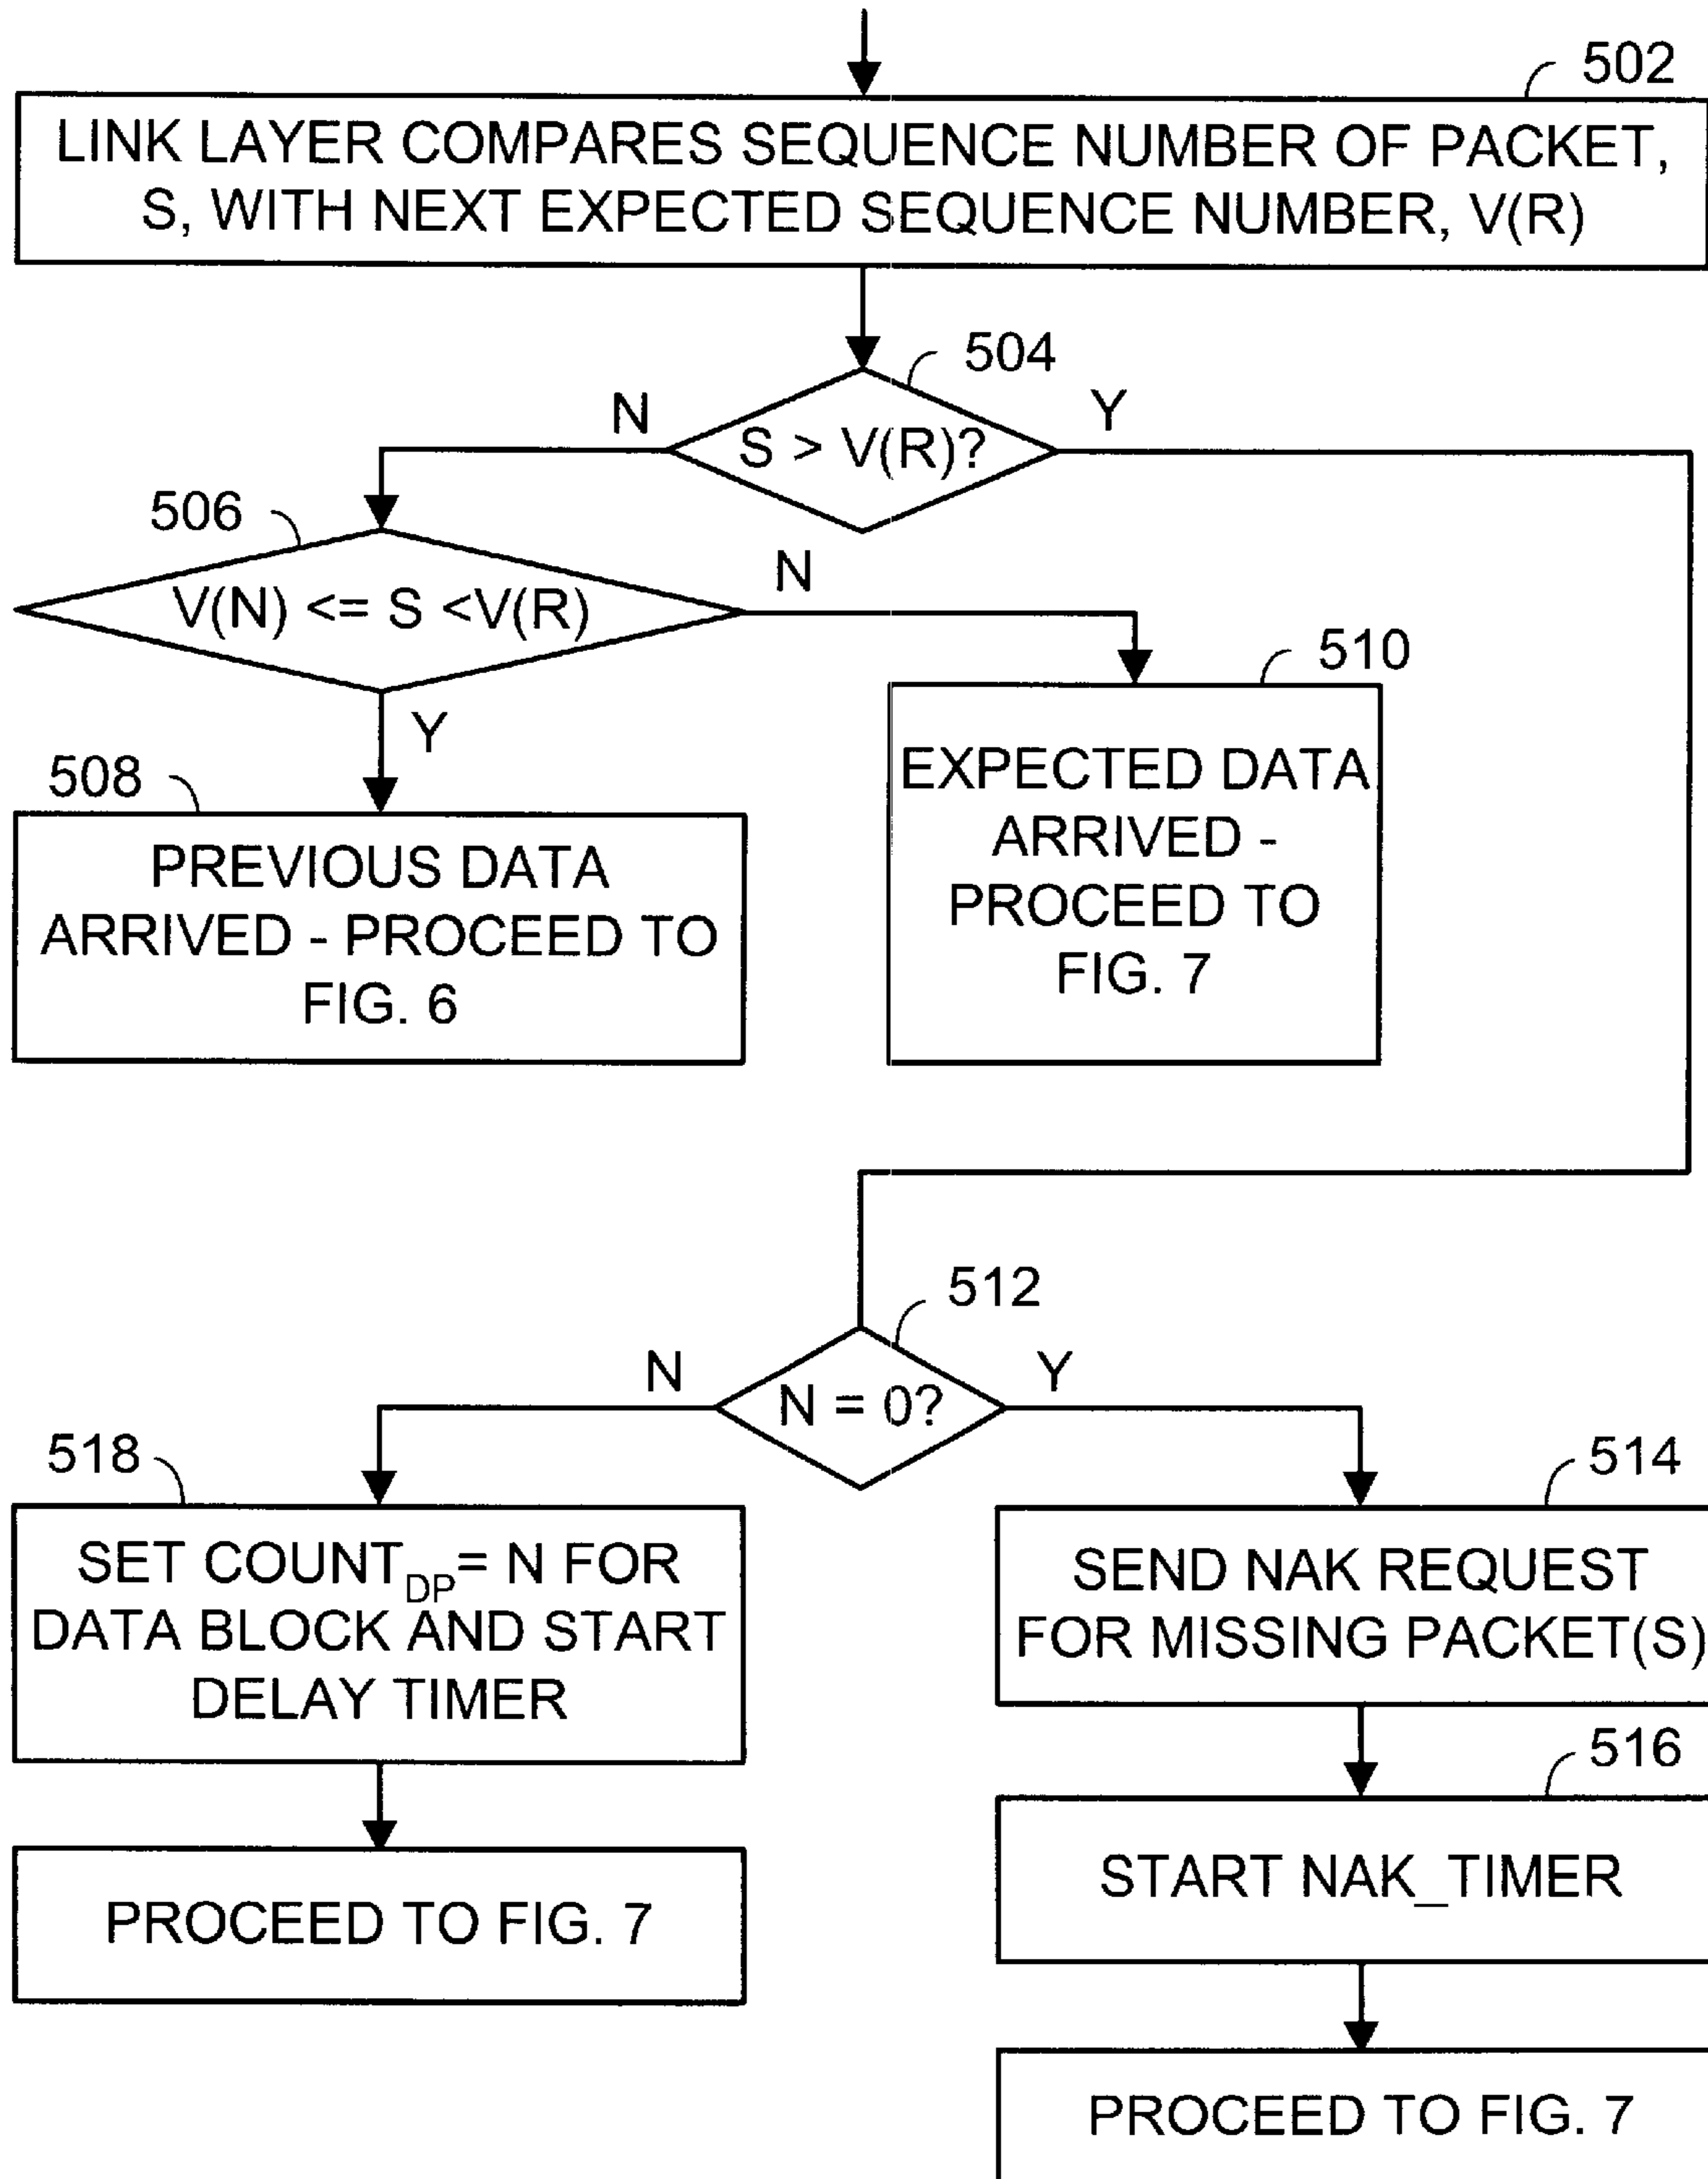 502
LINK LAYER COMPARES SEQUENCE NUMBER OF PACKET,
S, WITH NEXT EXPECTED SEQUENCE NUMBER, V(R)
504
N
Y
S > V(R)?
506
N
V(N) <= S <V(R)
510
Y
508
EXPECTED DATA
ARRIVED -
PROCEED TO
FIG. 7
PREVIOUS DATA
ARRIVED - PROCEED TO
FIG. 6
512
N
Y
N = 0?
518
514
SET COUNT_DP= N FOR
DATA BLOCK AND START
DELAY TIMER
SEND NAK REQUEST
FOR MISSING PACKET(S)
516
START NAK_TIMER
PROCEED TO FIG. 7
PROCEED TO FIG. 7